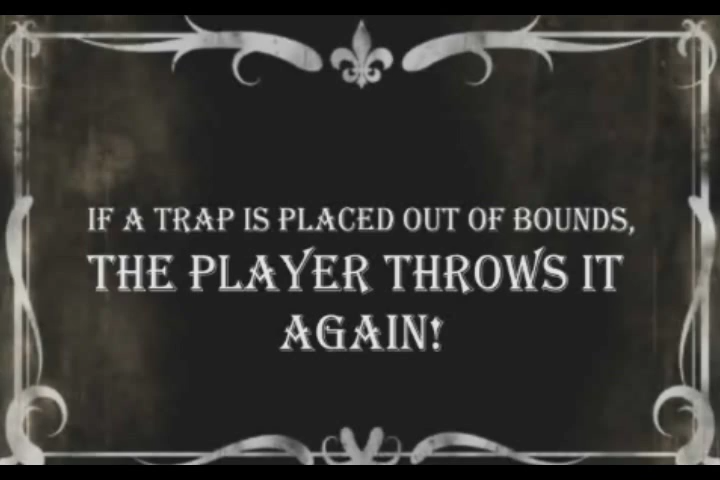 IF A TRAP IS PLACED OUT OF BOUNDS,
THE PLAYER THROWS IT
AGAIN!